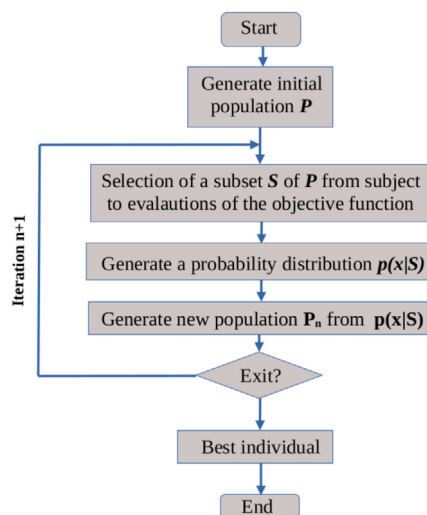 Start
Generate initial
population P
Selection of a subset S of P from subject
to evalautions of the objective function
Generate a probability distribution p(x|S)
Generate new population Pn from p(x|S)
Iteration n+1
Exit?
Best individual
End